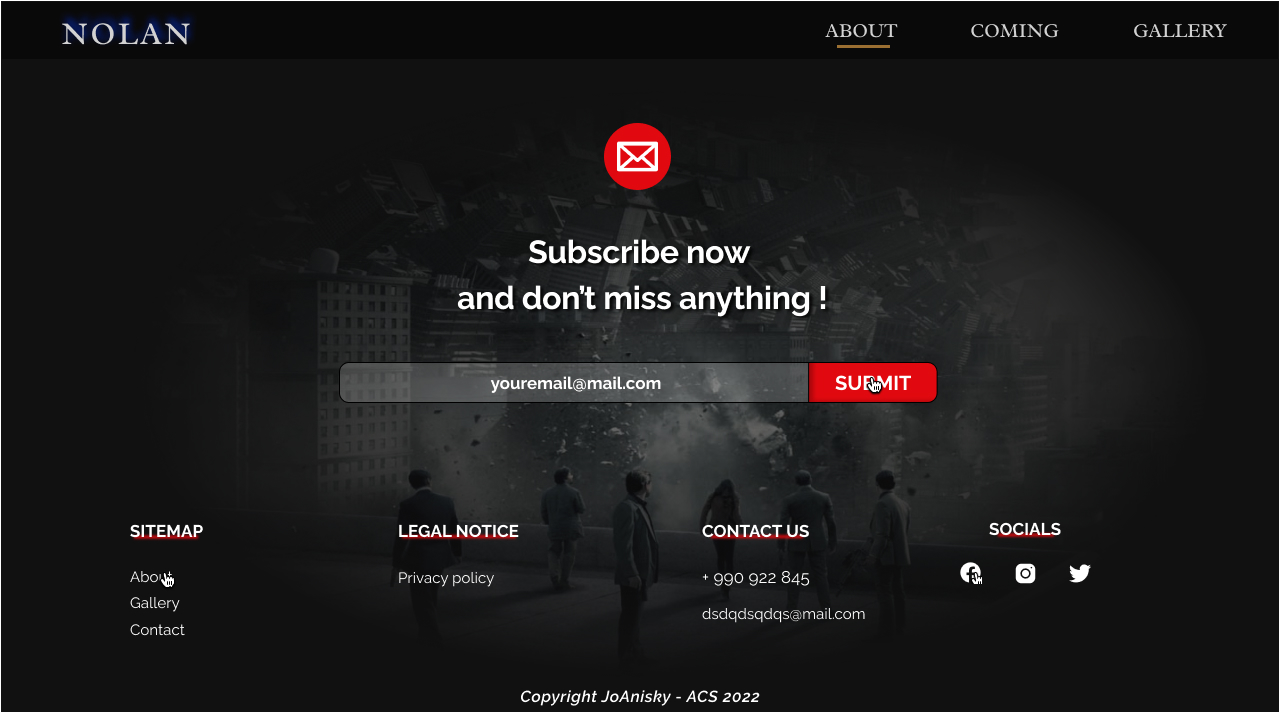 NOLAN
ABOUT COMING GALLERY
Subscribe now
and don't miss anything !
youremail@mail.com SUBMIT
SITEMAP
About
Gallery
Contact
LEGAL NOTICE
Privacy policy
CONTACT US
+ 990 922 845
dsdqdsqdqs@mail.com
SOCIALS
Copyright JoAnisky - ACS 2022